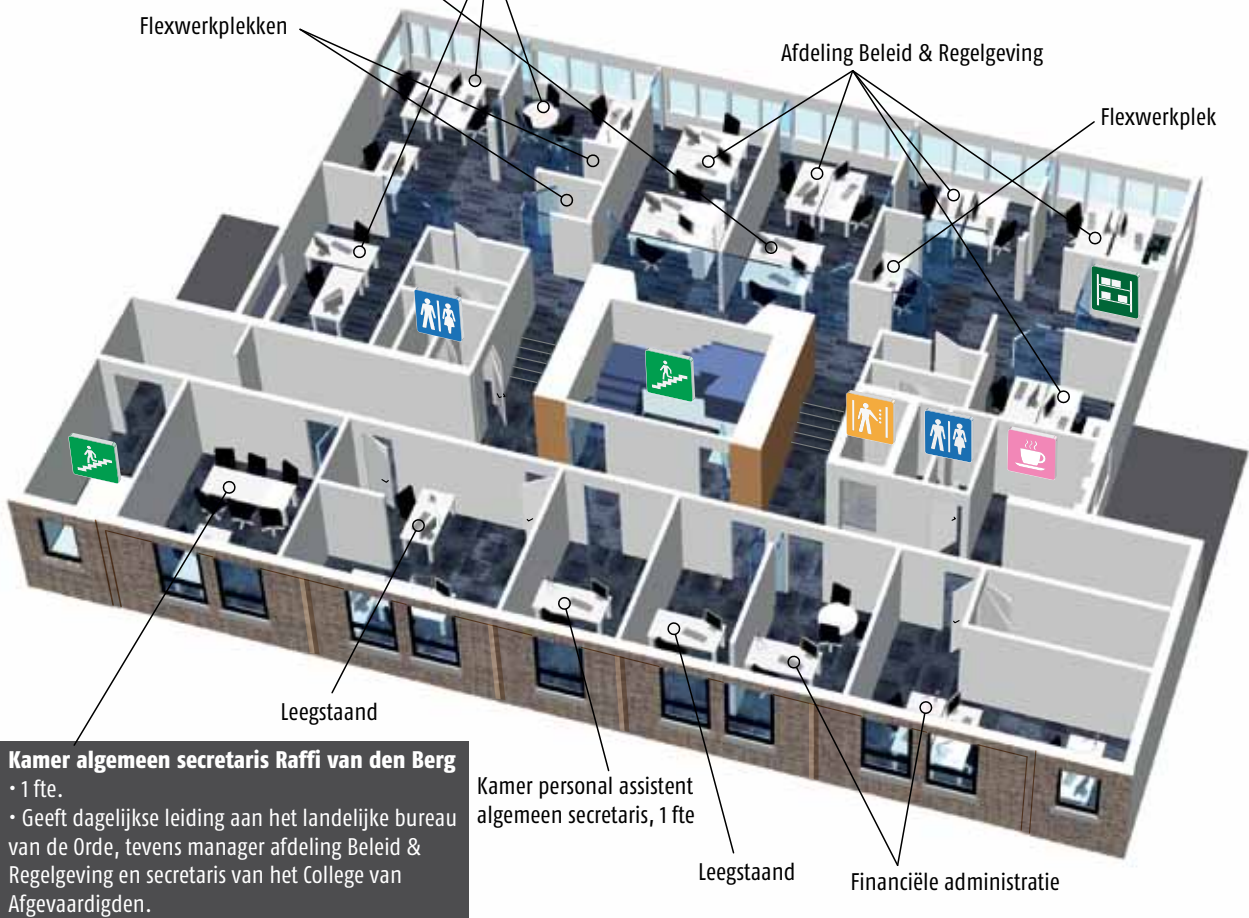 Flexwerkplekken
Afdeling Beleid & Regelgeving
Flexwerkplek
Leegstaand
Kamer algemeen secretaris Raffi van den Berg
• 1 fte.
• Geeft dagelijkse leiding aan het landelijke bureau
van de Orde, tevens manager afdeling Beleid &
Regelgeving en secretaris van het College van
Afgevaardigden.
Kamer personal assistent
algemeen secretaris, 1 fte
Leegstaand
Financiële administratie